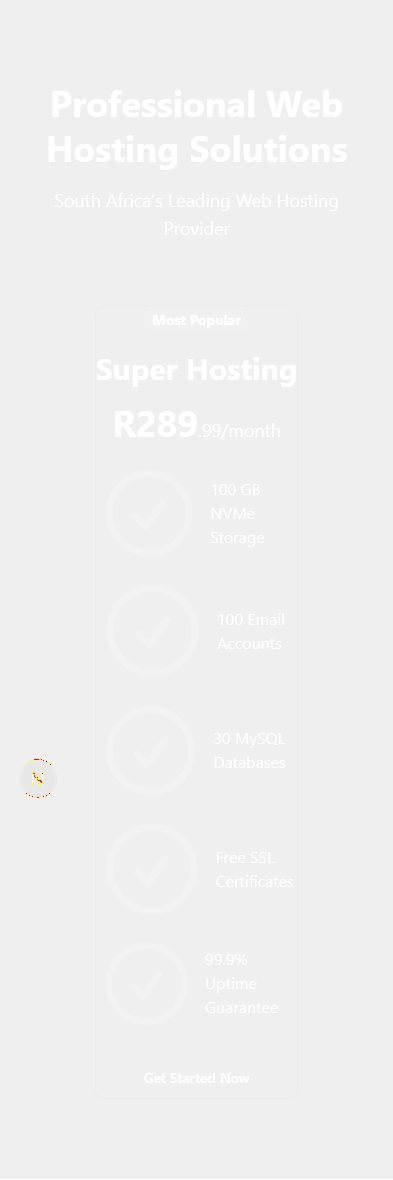 Professional Web
Hosting Solutions
South Africa's Leading Web Hosting
Provider
Most Popular
Super Hosting
R289.99/month
100 GB
NVMe
Storage
100 Email
Accounts
30 MySQL
Databases
N
Free SSL
Certificates
99.9%
Uptime
Guarantee
Get Started Now